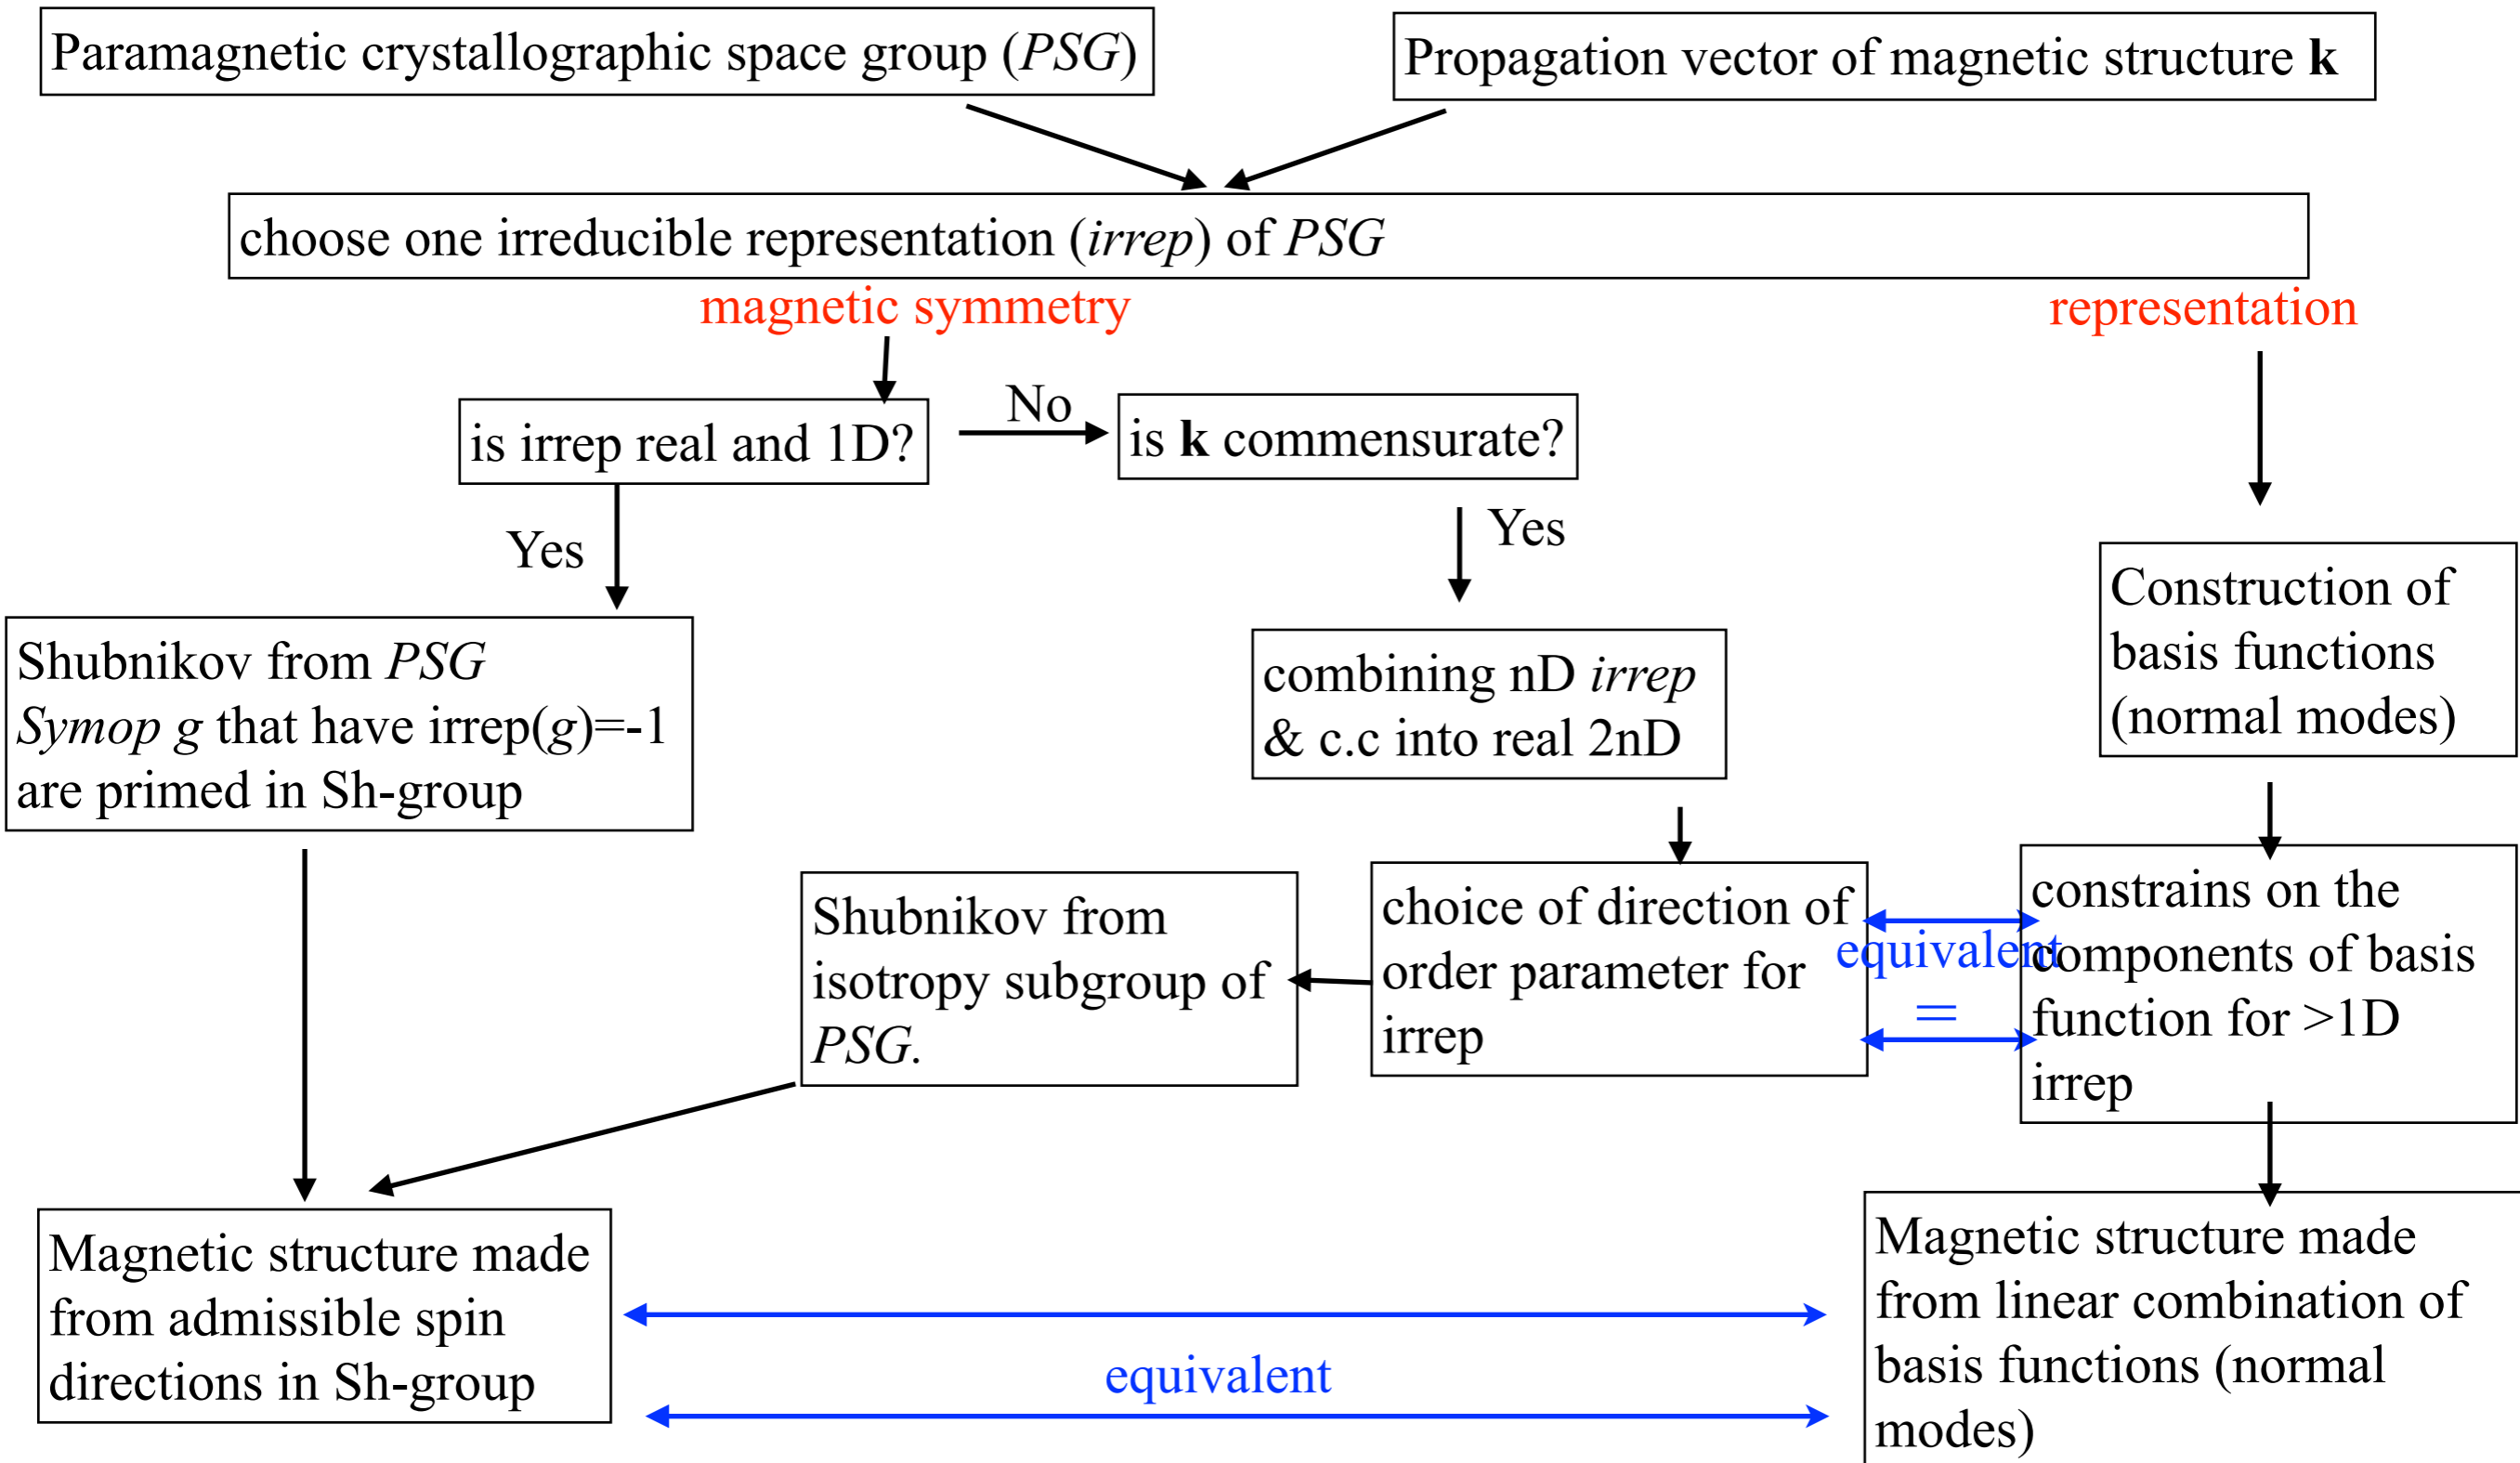 Paramagnetic crystallographic space group (PSG)
Propagation vector of magnetic structure k
choose one irreducible representation (irrep) of PSG
magnetic symmetry
representation
is irrep real and 1D?
No
is k commensurate?
Yes
Yes
Shubnikov from PSG
Symop g that have irrep(g)=-1
are primed in Sh-group
combining nD irrep
& c.c into real 2nD
Construction of
basis functions
(normal modes)
Shubnikov from
isotropy subgroup of
PSG.
choice of direction of
order parameter for
irrep
equivalent
=
constrains on the
components of basis
function for >1D
irrep
Magnetic structure made
from admissible spin
directions in Sh-group
equivalent
Magnetic structure made
from linear combination of
basis functions (normal
modes)